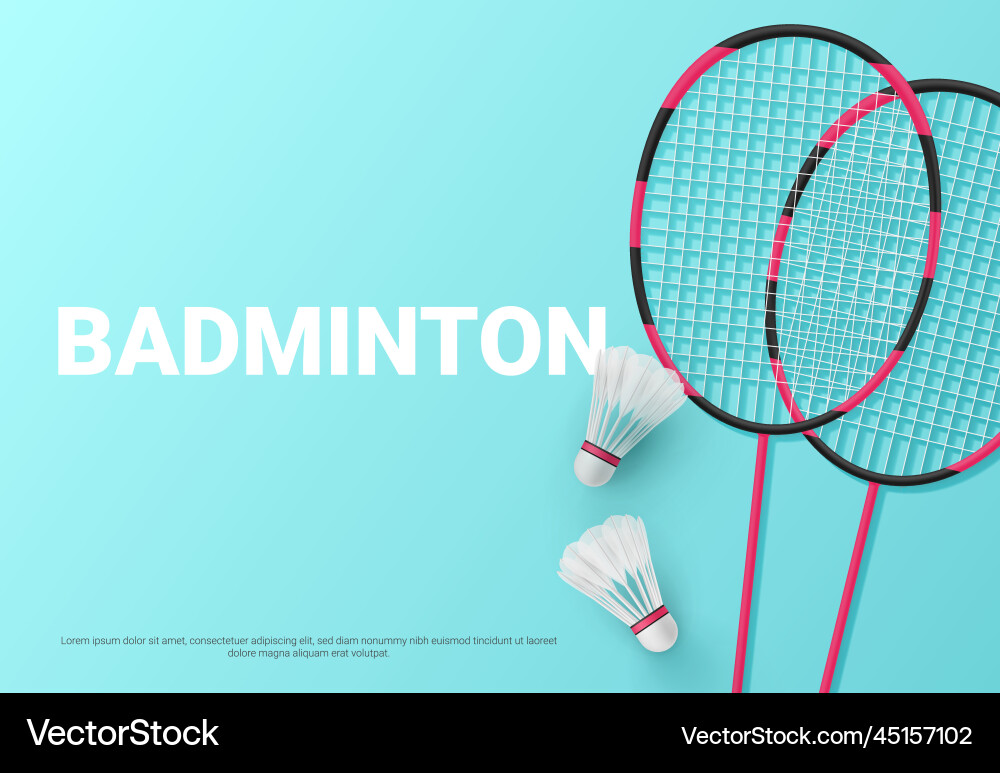 BADMINTON
Lorem ipsum dolor sit amet, consectetuer adipiscing elit, sed diam nonummy nibh euismod tincidunt ut laoreet
dolore magna aliquam erat volutpat.
VectorStock
VectorStock.com/45157102